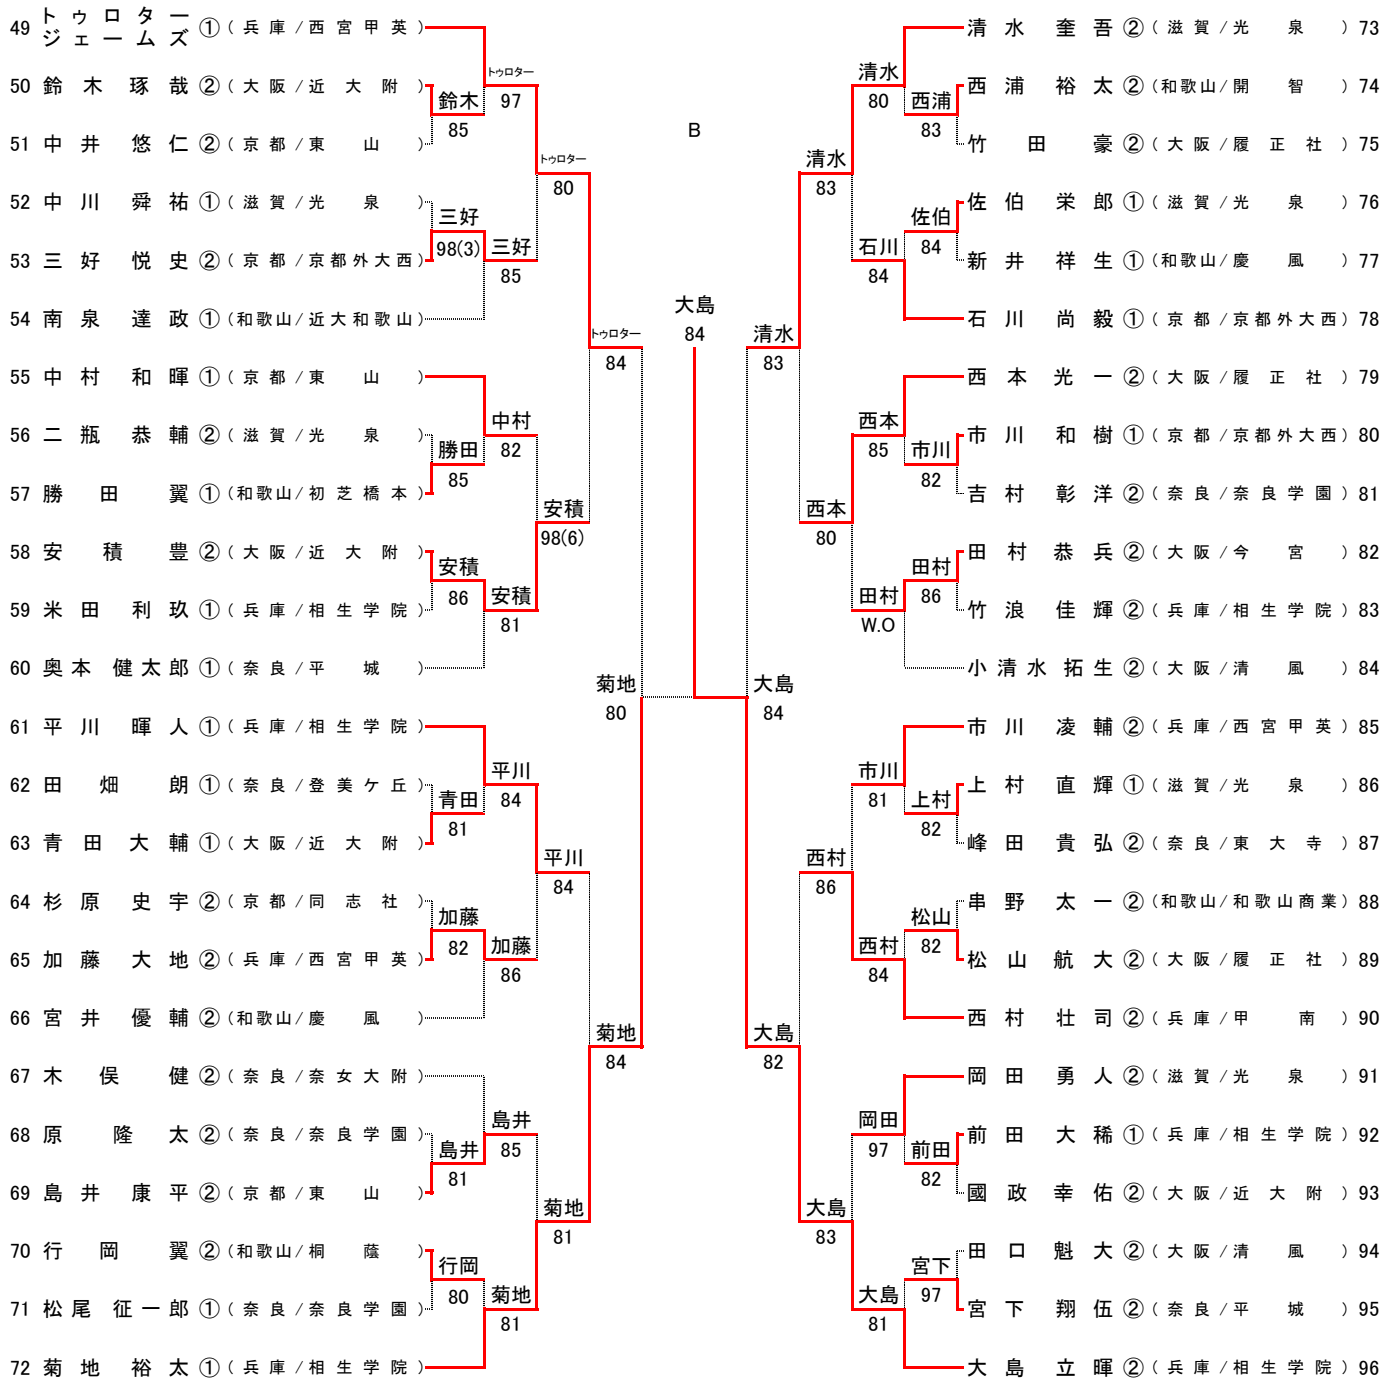 49 トゥロター ジェームズ ① ( 兵庫 / 西宮甲英 )
50 鈴木 琢哉 ② ( 大阪 / 近大附 )
51 中井 悠仁 ② ( 京都 / 東山 )
52 中川 舜祐 ① ( 滋賀 / 光泉 )
53 三好 悦史 ② ( 京都 / 京都外大西 )
54 南泉 達政 ① ( 和歌山 / 近大和歌山 )
55 中村 和暉 ① ( 京都 / 東山 )
56 二瓶 恭輔 ② ( 滋賀 / 光泉 )
57 勝田 翼 ① ( 和歌山 / 初芝橋本 )
58 安積 豊 ② ( 大阪 / 近大附 )
59 米田 利玖 ① ( 兵庫 / 相生学院 )
60 奥本 健太郎 ① ( 奈良 / 平城 )
61 平川 暉人 ① ( 兵庫 / 相生学院 )
62 田畑 朗 ① ( 奈良 / 登美ケ丘 )
63 青田 大輔 ① ( 大阪 / 近大附 )
64 杉原 史宇 ② ( 京都 / 同志社 )
65 加藤 大地 ② ( 兵庫 / 西宮甲英 )
66 宮井 優輔 ② ( 和歌山 / 慶風 )
67 木俣 健 ② ( 奈良 / 奈女大附 )
68 原 隆太 ② ( 奈良 / 奈良学園 )
69 島井 康平 ② ( 京都 / 東山 )
70 行岡 翼 ② ( 和歌山 / 桐蔭 )
71 松尾 征一郎 ① ( 奈良 / 奈良学園 )
72 菊地 裕太 ① ( 兵庫 / 相生学院 )
鈴木 85
三好 98(3)
勝田 85
安積 86
青田 81
加藤 82
島井 81
行岡 80
トゥロター 97
三好 85
中村 82
安積 81
平川 84
加藤 86
島井 85
菊地 81
トゥロター 80
安積 98(6)
平川 84
菊地 81
トゥロター 84
菊地 84
菊地 80
B
大島 84
大島 84
清水 83
大島 82
清水 83
西本 80
西村 86
大島 83
清水 80
石川 84
西本 85
田村 W.O
市川 81
西村 84
岡田 97
大島 81
西浦 83
佐伯 84
市川 82
田村 86
上村 82
松山 82
前田 82
宮下 97
清水 奎吾 ② ( 滋賀 / 光泉 ) 73
西浦 裕太 ② ( 和歌山 / 開智 ) 74
竹田 豪 ② ( 大阪 / 履正社 ) 75
佐伯 栄郎 ① ( 滋賀 / 光泉 ) 76
新井 祥生 ① ( 和歌山 / 慶風 ) 77
石川 尚毅 ① ( 京都 / 京都外大西 ) 78
西本 光一 ② ( 大阪 / 履正社 ) 79
市川 和樹 ① ( 京都 / 京都外大西 ) 80
吉村 彰洋 ② ( 奈良 / 奈良学園 ) 81
田村 恭兵 ② ( 大阪 / 今宮 ) 82
竹浪 佳輝 ② ( 兵庫 / 相生学院 ) 83
小清水 拓生 ② ( 大阪 / 清風 ) 84
市川 凌輔 ② ( 兵庫 / 西宮甲英 ) 85
上村 直輝 ① ( 滋賀 / 光泉 ) 86
峰田 貴弘 ② ( 奈良 / 東大寺 ) 87
串野 太一 ② ( 和歌山 / 和歌山商業 ) 88
松山 航大 ② ( 大阪 / 履正社 ) 89
西村 壮司 ② ( 兵庫 / 甲南 ) 90
岡田 勇人 ② ( 滋賀 / 光泉 ) 91
前田 大稀 ① ( 兵庫 / 相生学院 ) 92
國政 幸佑 ② ( 大阪 / 近大附 ) 93
田口 魁大 ② ( 大阪 / 清風 ) 94
宮下 翔伍 ② ( 奈良 / 平城 ) 95
大島 立暉 ② ( 兵庫 / 相生学院 ) 96